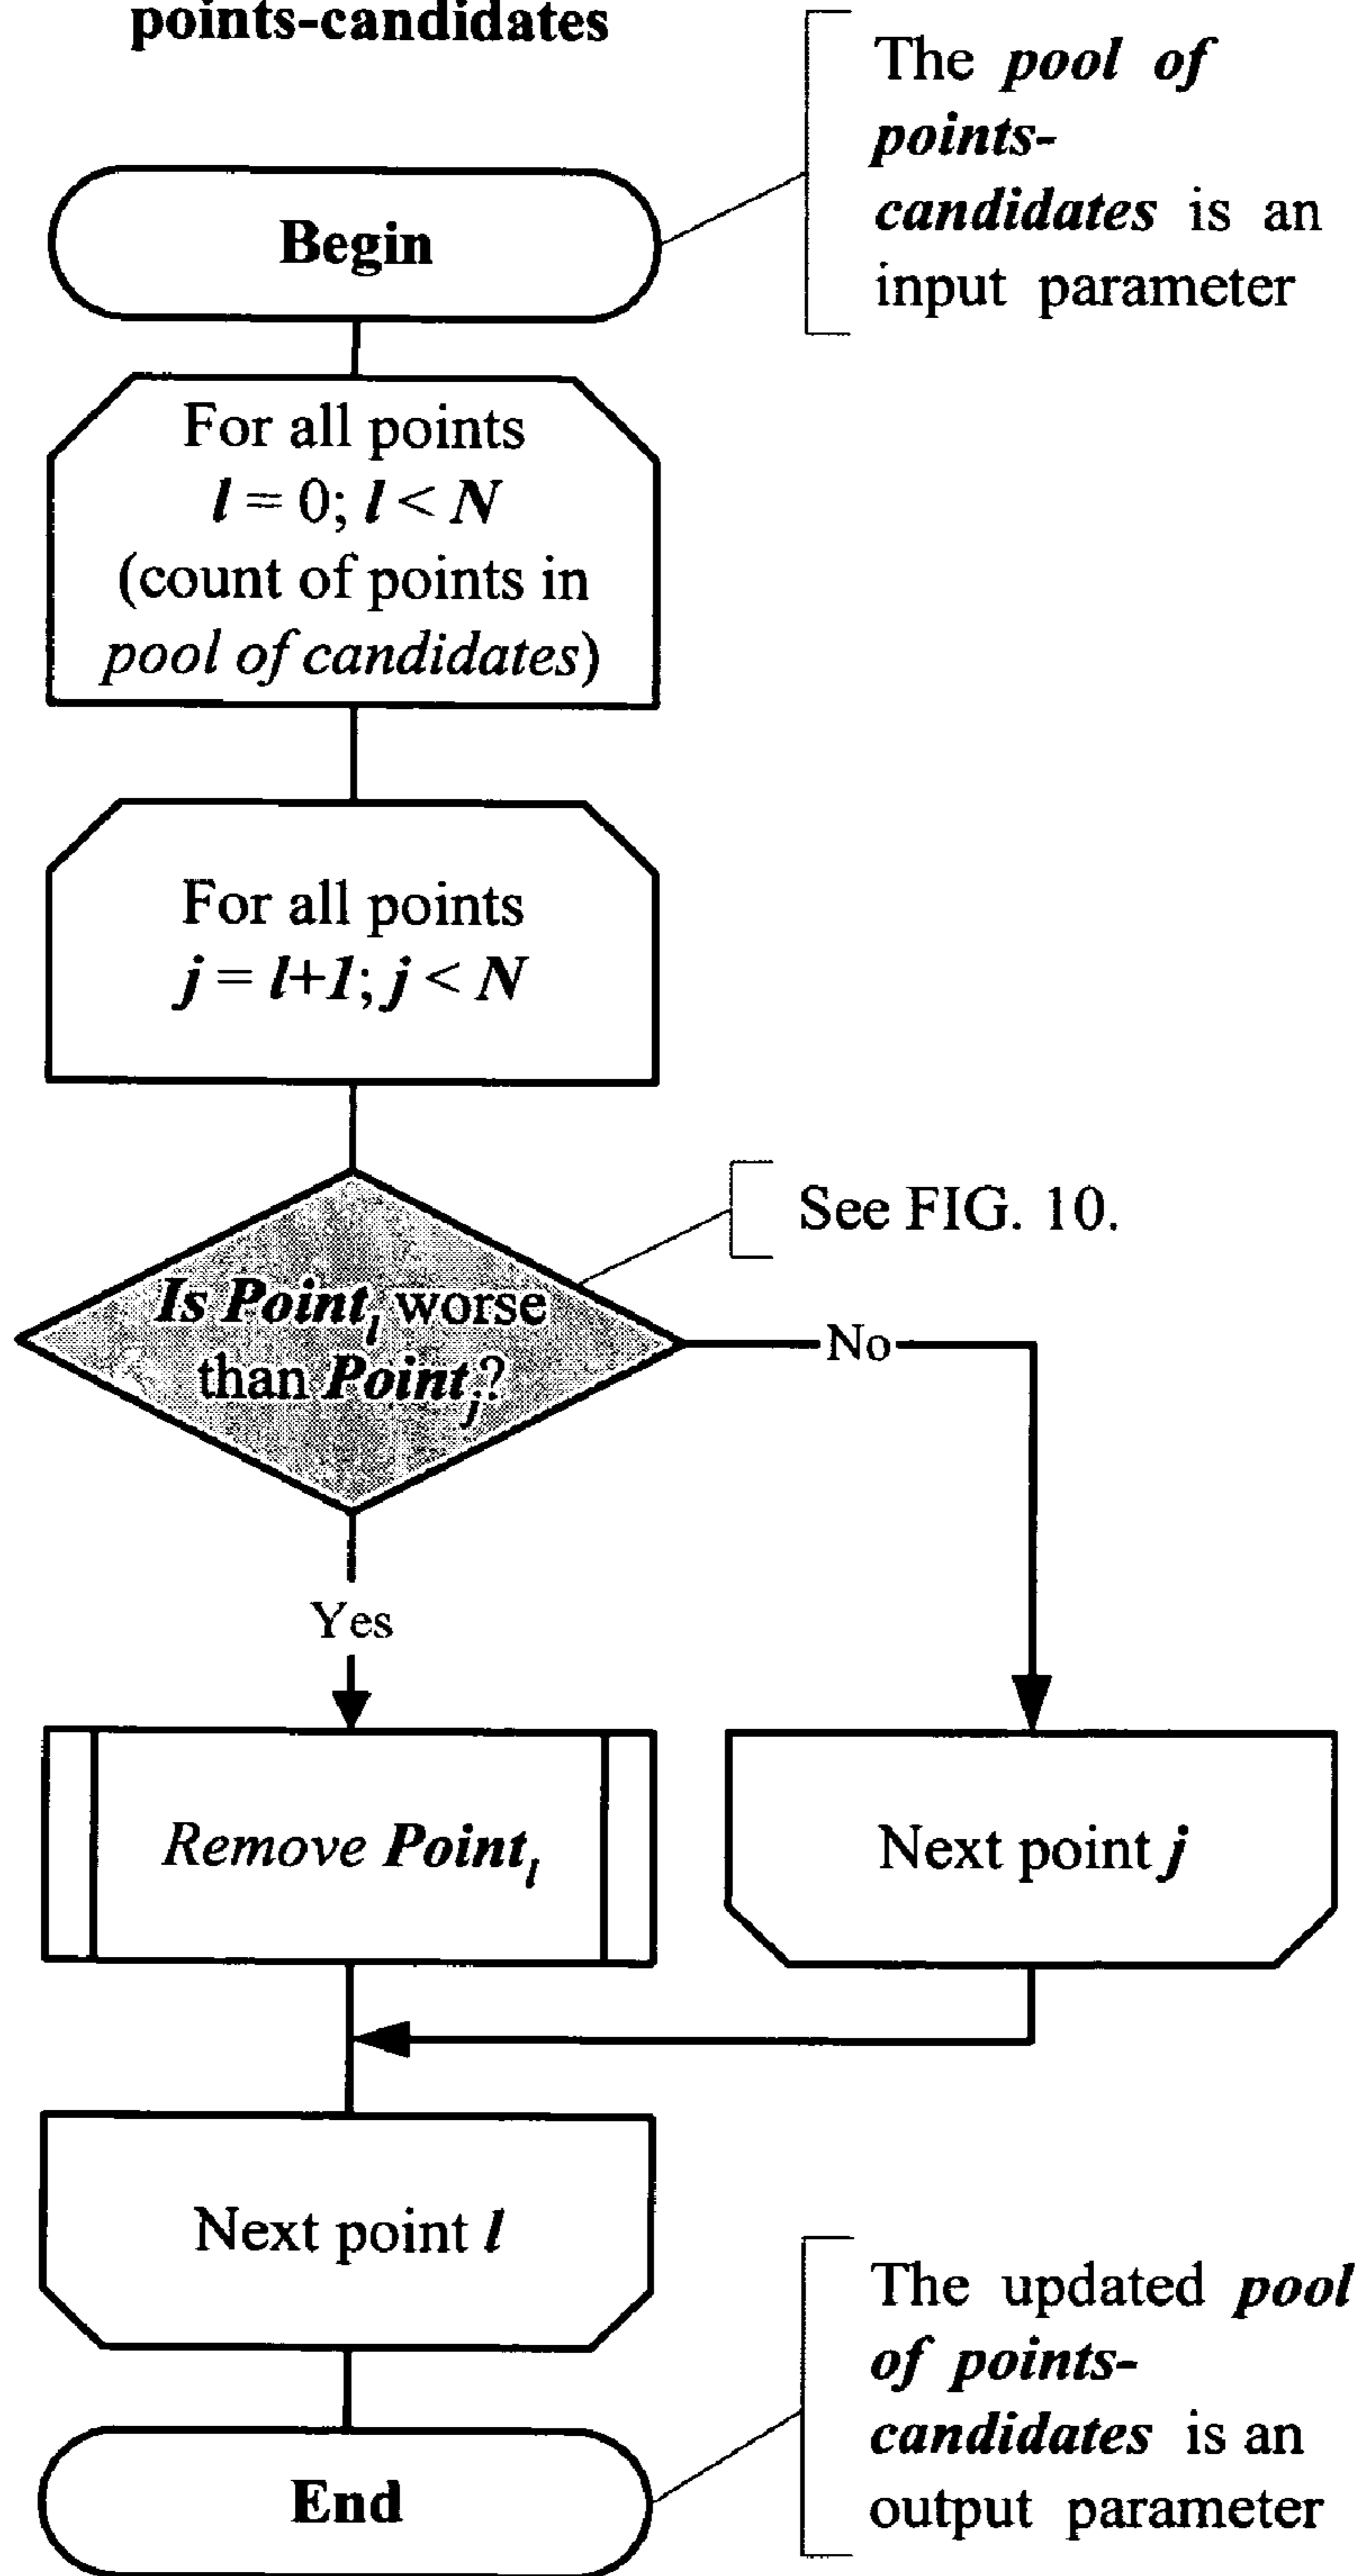 points-candidates
The pool of
points-
candidates is an
input parameter
Begin
For all points
l = 0; l < N
(count of points in
pool of candidates)
For all points
j = l+1; j < N
See FIG. 10.
Is Point_l worse
than Point_j?
No
Yes
Remove Point_l
Next point j
Next point l
The updated pool
of points-
candidates is an
output parameter
End